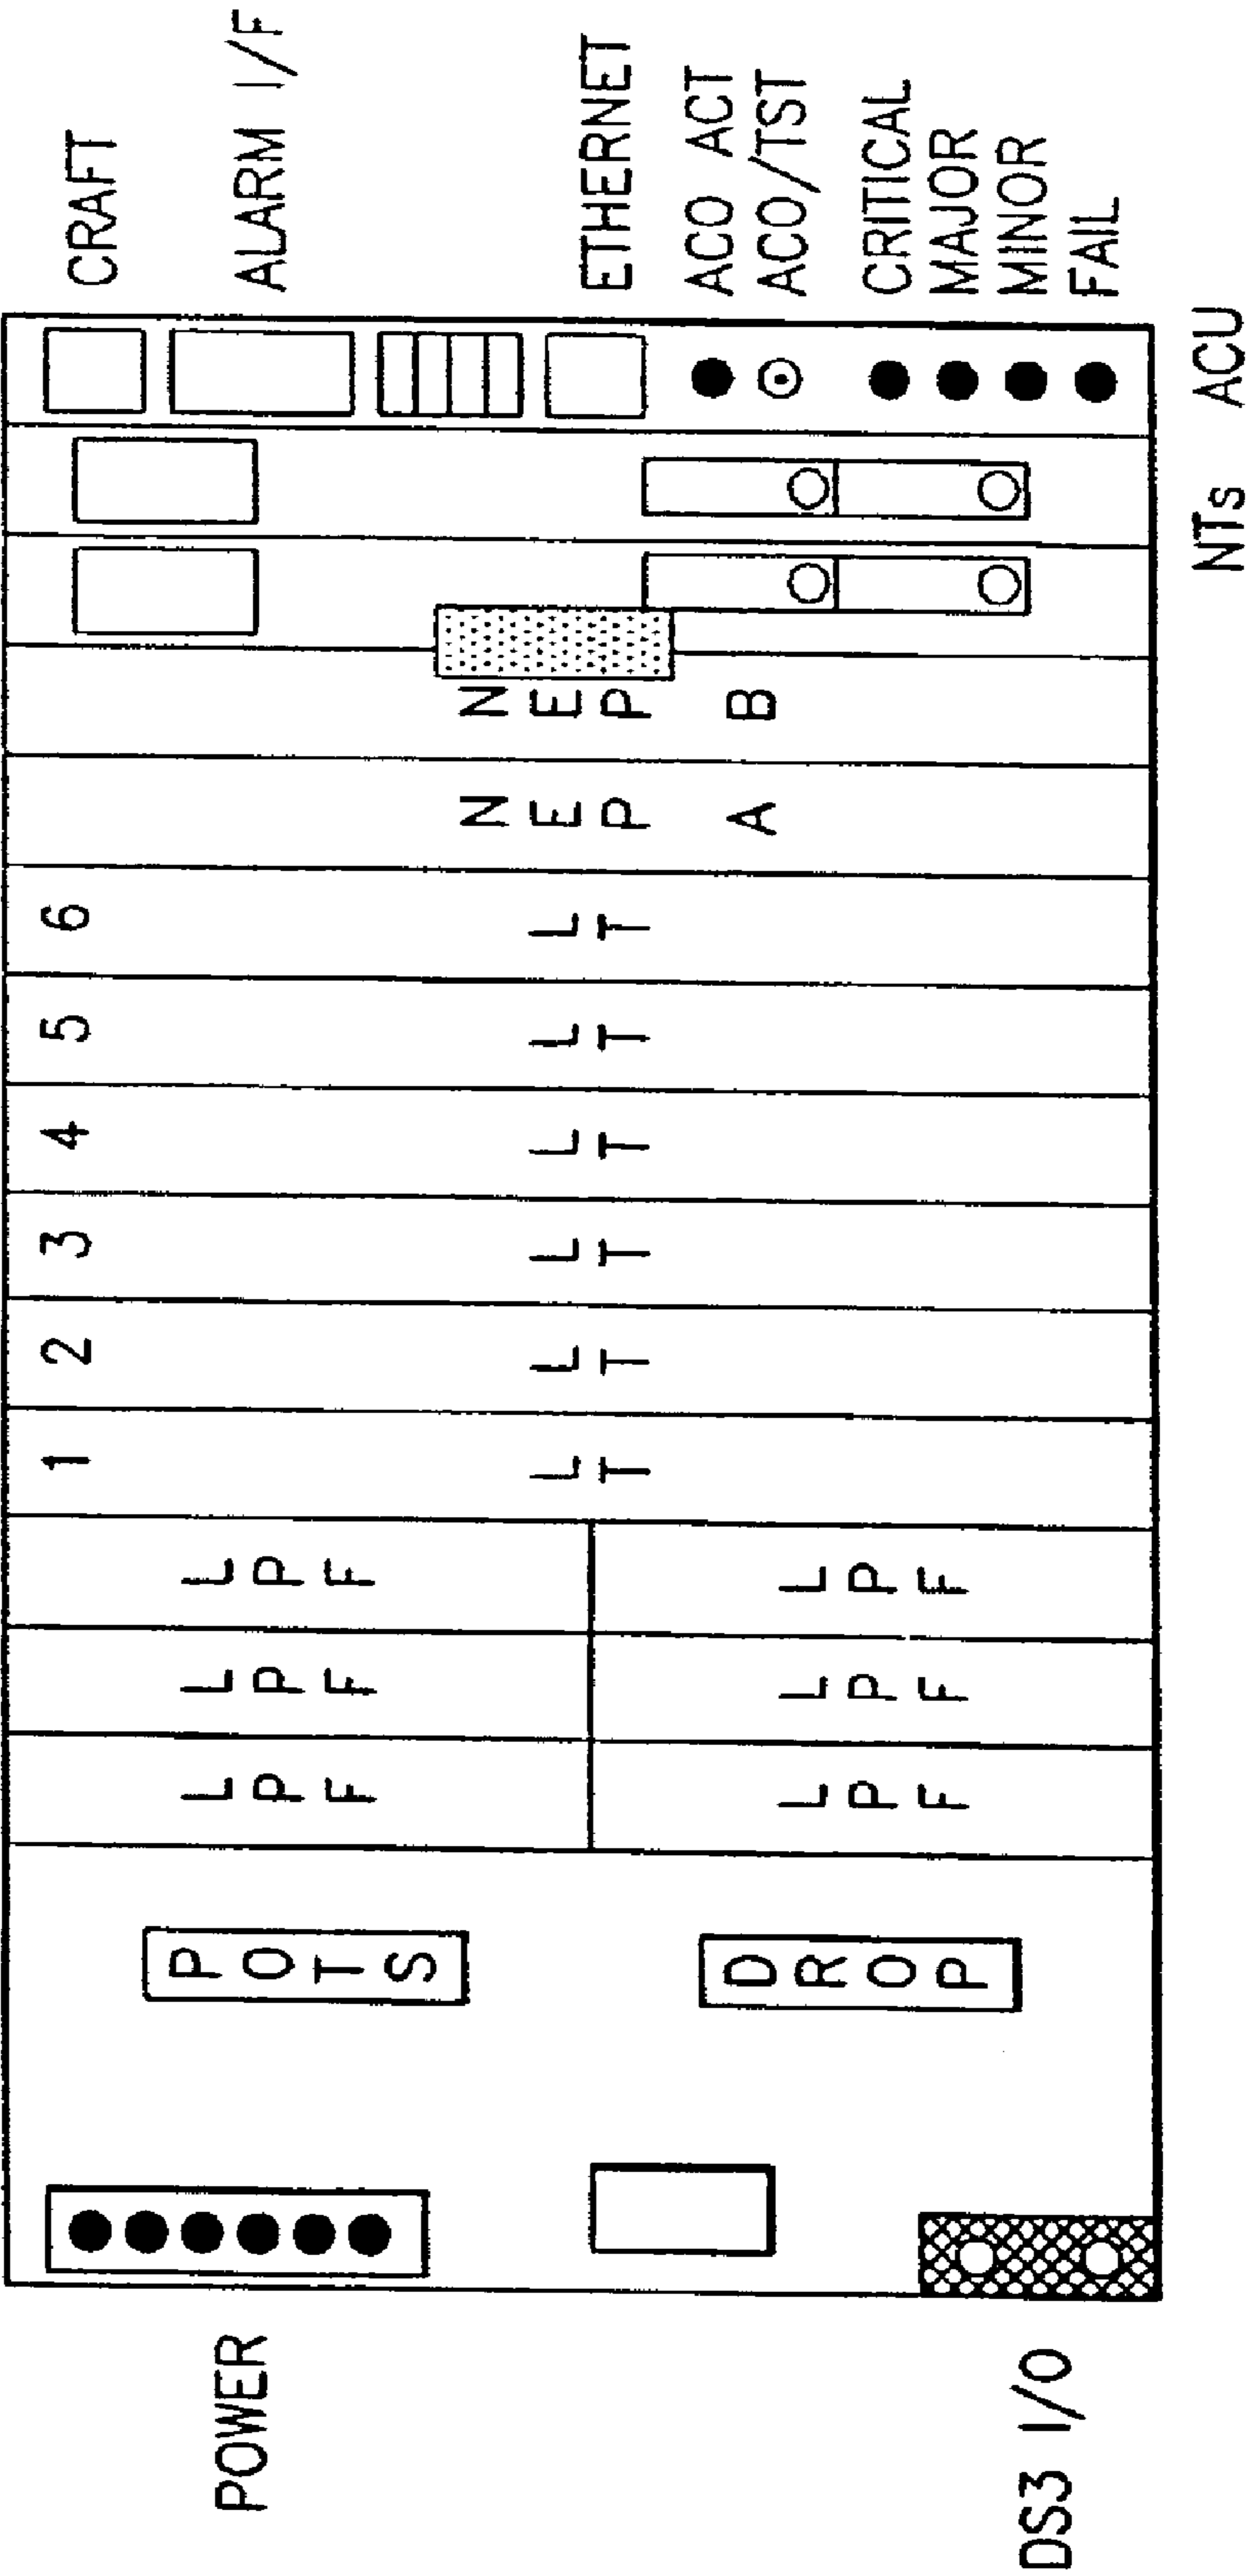 POWER
DS3 I/O
POTS
DROP
LPF
LPF
LPF
LPF
LPF
LPF
1
LT
2
LT
3
LT
4
LT
5
LT
6
LT
NEP A
NEP B
NTs
ACU
CRAFT
ALARM I/F
ETHERNET
ACO ACT
ACO/TST
CRITICAL
MAJOR
MINOR
FAIL